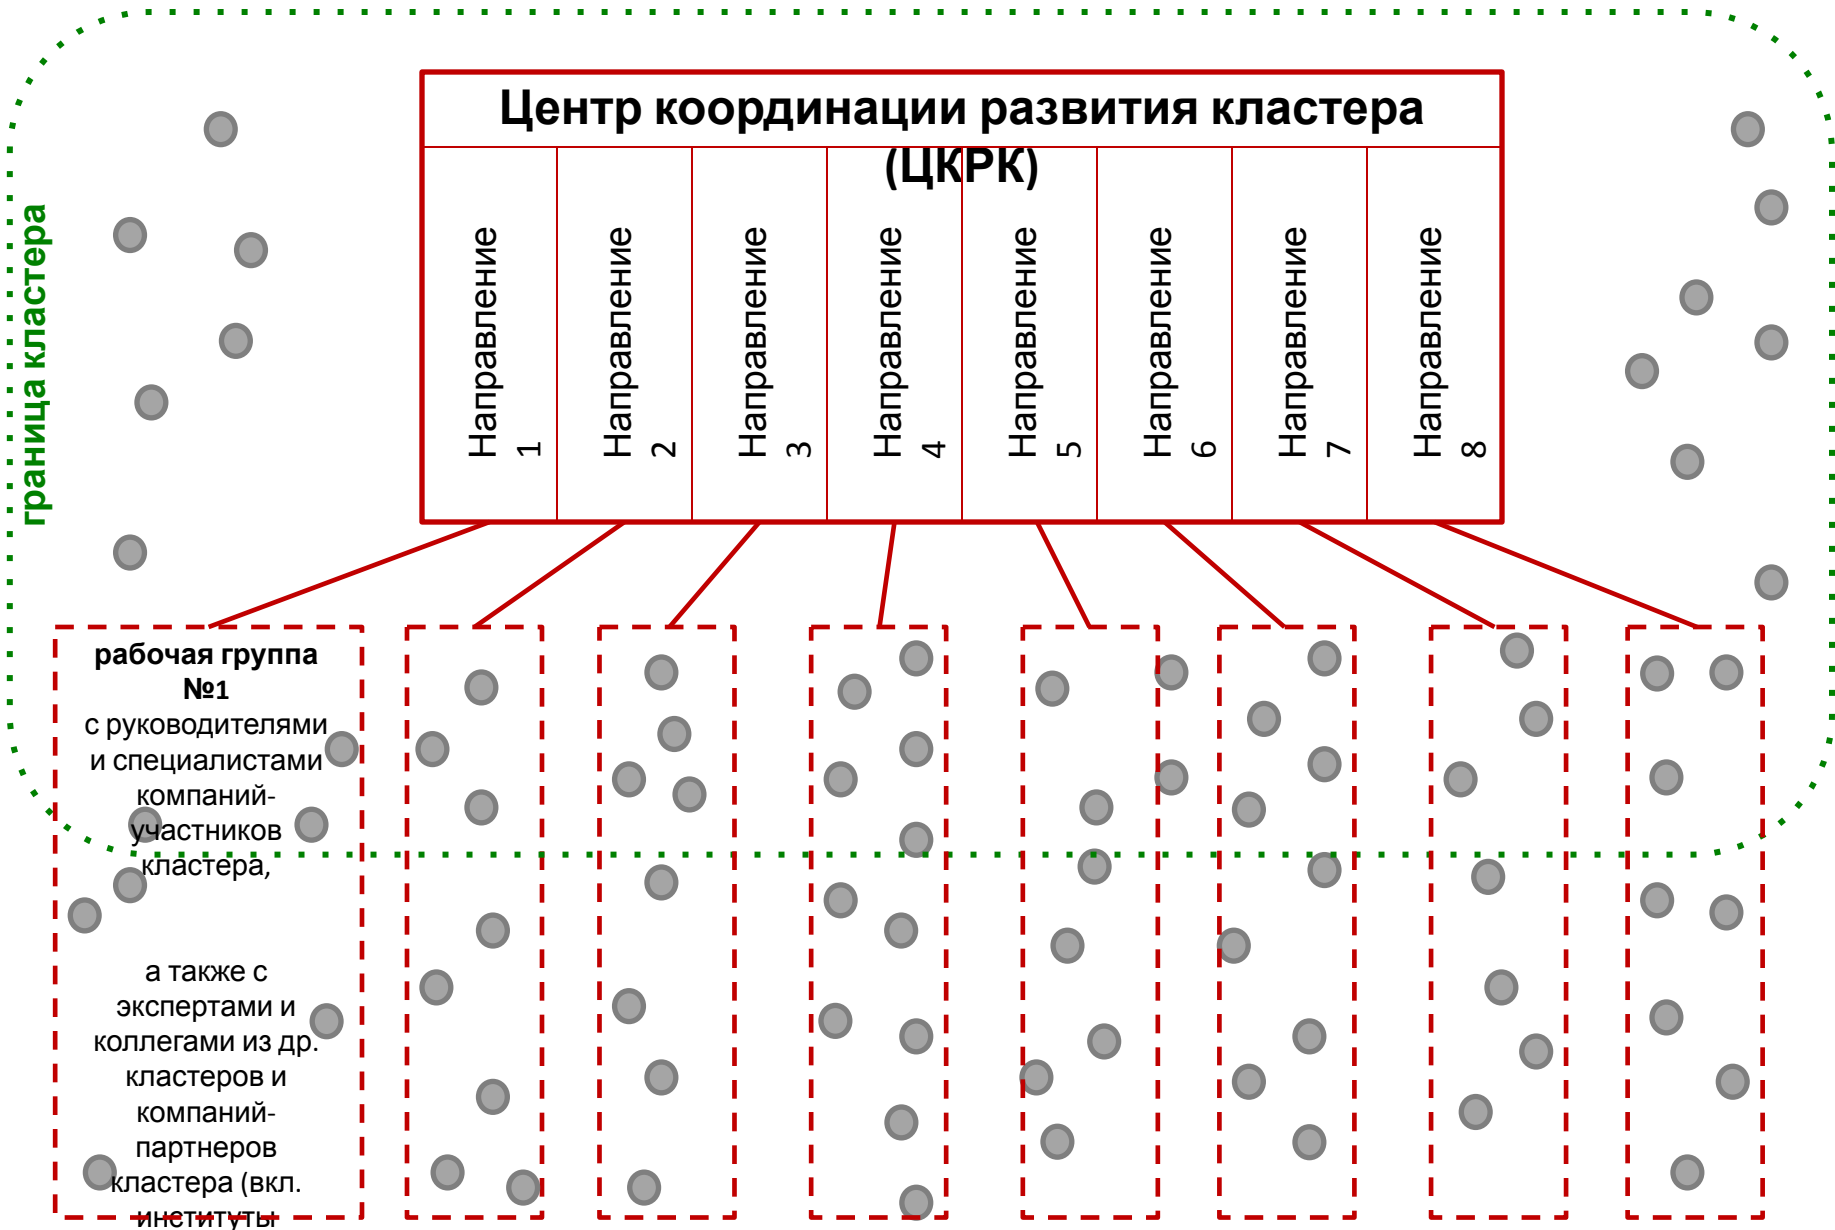 Центр координации развития кластера
(ЦКРК)
граница кластера
Направление
1
Направление
2
Направление
3
Направление
4
Направление
5
Направление
6
Направление
7
Направление
8
рабочая группа
№1
с руководителями
и специалистами
компаний-
участников
кластера,
а также с
экспертами и
коллегами из др.
кластеров и
компаний-
партнеров
кластера (вкл.
институты